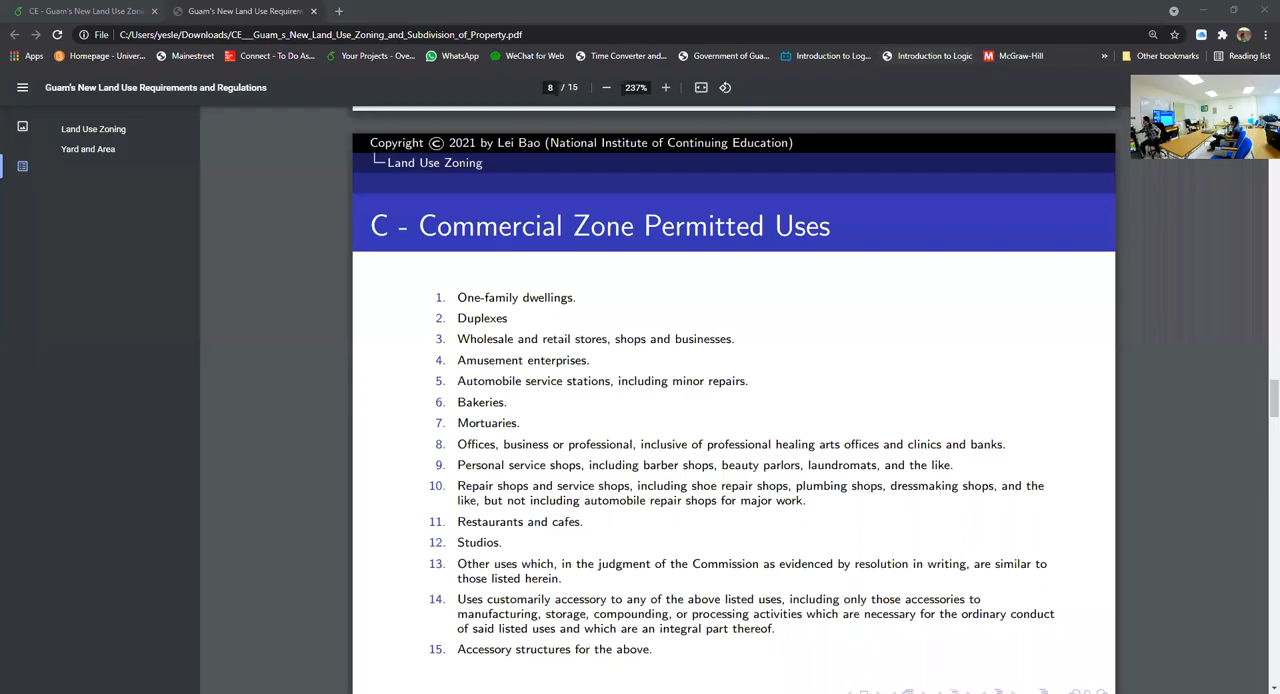 CE - Guam's New Land Use Zon
Guam's New Land Use Requirem
File
C:/Users/yesle/Downloads/CE___Guam_s_New_Land_Use_Zoning_and_Subdivision_of_Property.pdf
Apps
Homepage - Univer...
Mainestreet
Connect - To Do As...
Your Projects - Ove...
WhatsApp
WeChat for Web
Time Converter and...
Government of Gua...
Introduction to Log...
Introduction to Logic
McGraw-Hill
Other bookmarks
Reading list
Guam's New Land Use Requirements and Regulations
8 / 15
237%
Land Use Zoning
Yard and Area
Copyright © 2021 by Lei Bao (National Institute of Continuing Education)
Land Use Zoning
C - Commercial Zone Permitted Uses
1. One-family dwellings.
2. Duplexes
3. Wholesale and retail stores, shops and businesses.
4. Amusement enterprises.
5. Automobile service stations, including minor repairs.
6. Bakeries.
7. Mortuaries.
8. Offices, business or professional, inclusive of professional healing arts offices and clinics and banks.
9. Personal service shops, including barber shops, beauty parlors, laundromats, and the like.
10. Repair shops and service shops, including shoe repair shops, plumbing shops, dressmaking shops, and the
like, but not including automobile repair shops for major work.
11. Restaurants and cafes.
12. Studios.
13. Other uses which, in the judgment of the Commission as evidenced by resolution in writing, are similar to
those listed herein.
14. Uses customarily accessory to any of the above listed uses, including only those accessories to
manufacturing, storage, compounding, or processing activities which are necessary for the ordinary conduct
of said listed uses and which are an integral part thereof.
15. Accessory structures for the above.